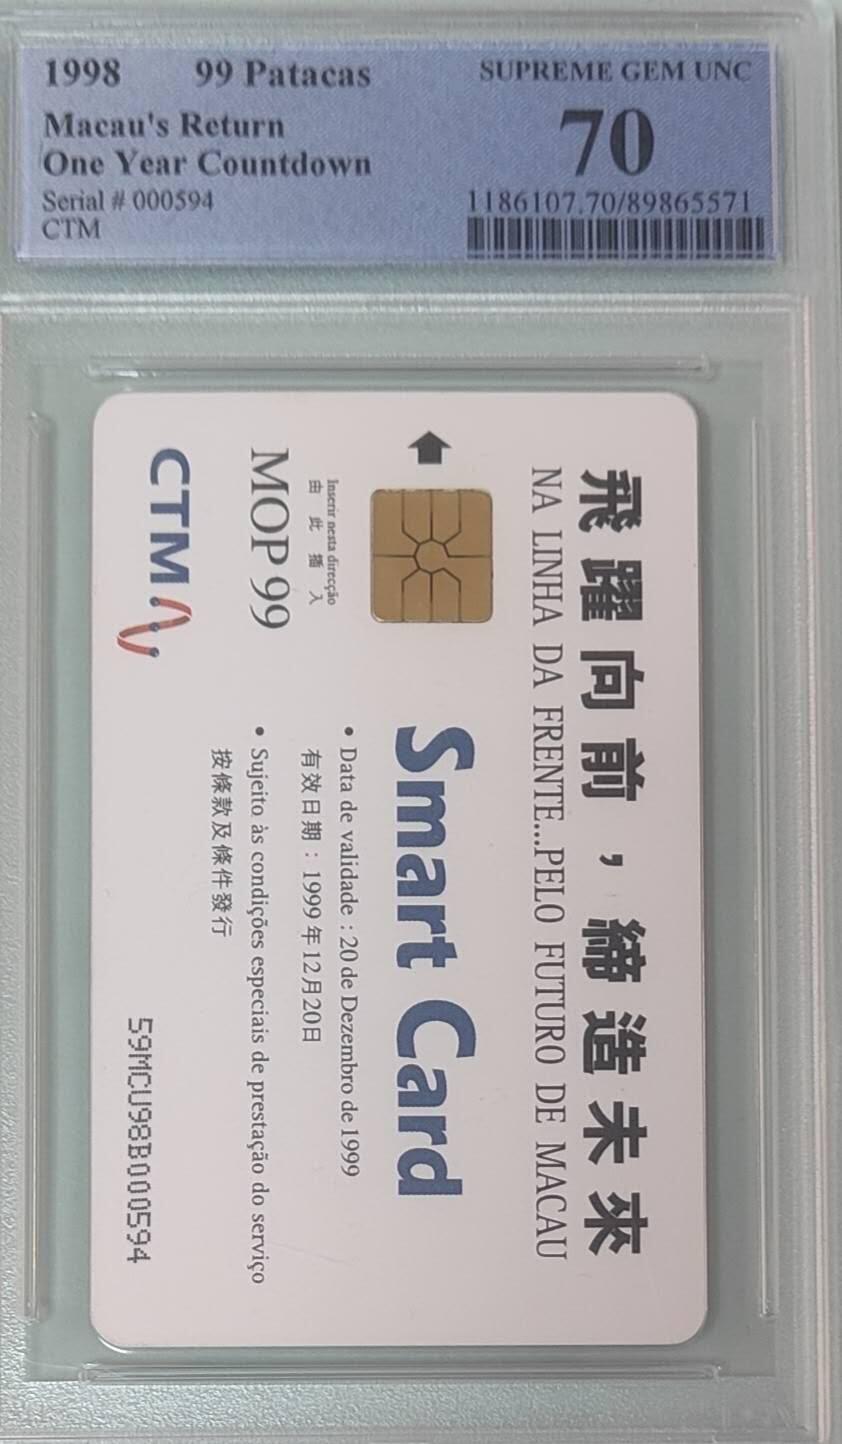 1998 99 Patacas
Macau's Return
One Year Countdown
Serial # 000594
CTM
SUPREME GEM UNC
70
1186107.70/89865571
飛躍向前，締造未來
NA LINHA DA FRENTE...PELO FUTURO DE MACAU
Smart Card
Inserir nesta direcção
由此插入
MOP 99
• Data de validade : 20 de Dezembro de 1999
有效日期：1999年12月20日
• Sujeito às condições especiais de prestação do serviço
按條款及條件發行
CTM
59MCU98B000594